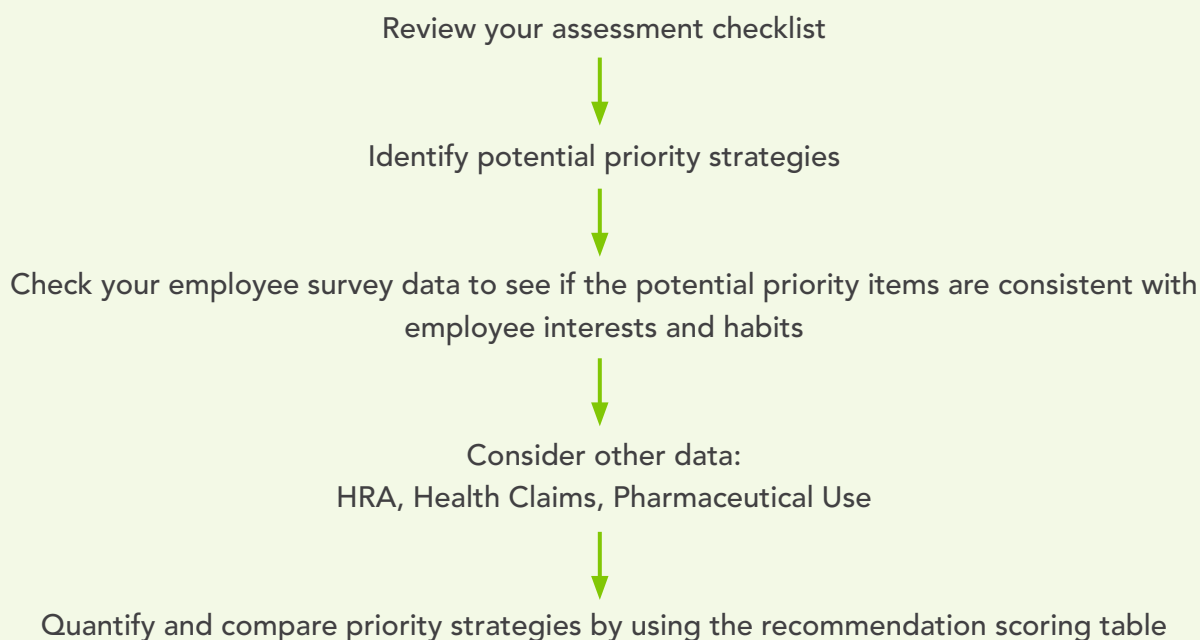 Review your assessment checklist
Identify potential priority strategies
Check your employee survey data to see if the potential priority items are consistent with
employee interests and habits
Consider other data:
HRA, Health Claims, Pharmaceutical Use
Quantify and compare priority strategies by using the recommendation scoring table